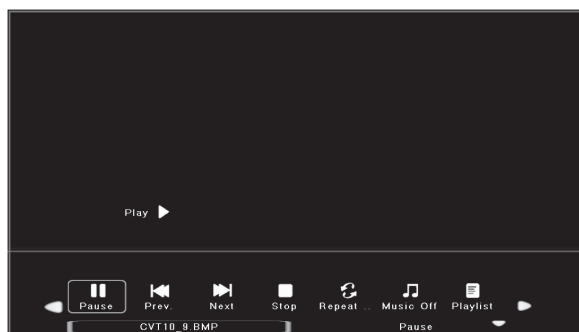 Play
Pause Prev. Next Stop Repeat .. Music Off Playlist
CVT10_9.BMP Pause